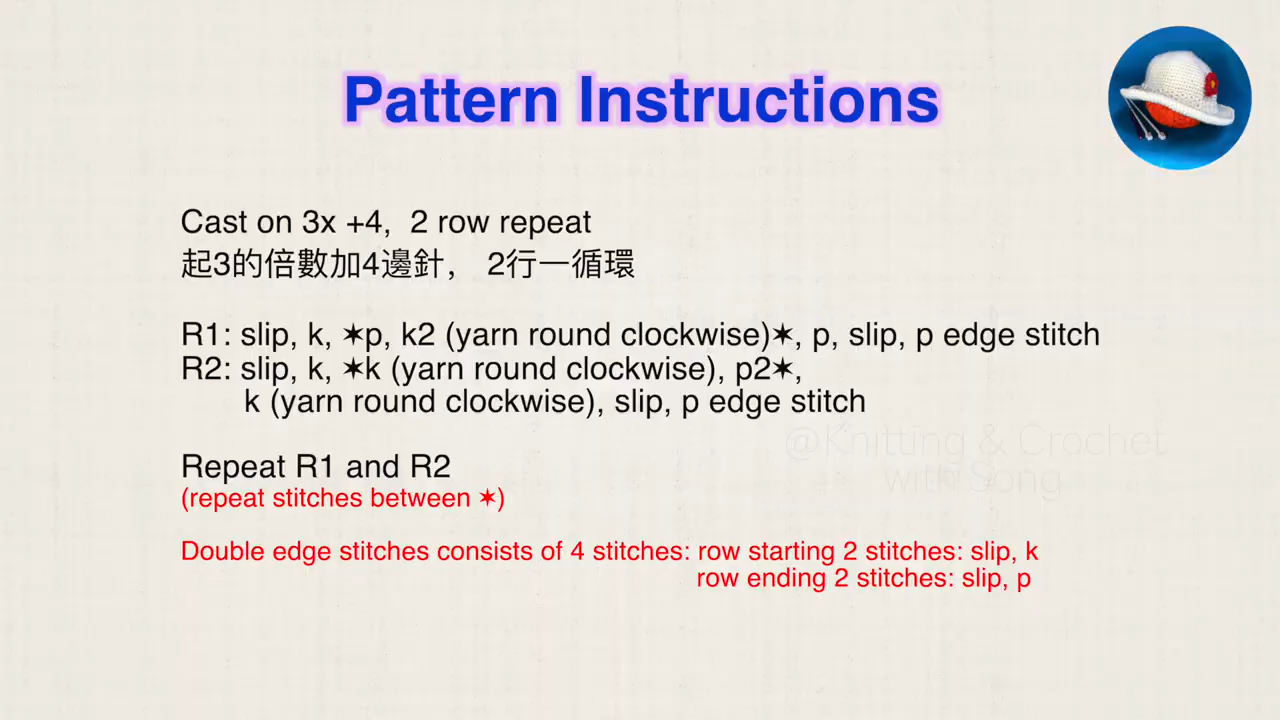 Pattern Instructions
Cast on 3x +4, 2 row repeat
起3的倍數加4邊針， 2行一循環
R1: slip, k, ✶p, k2 (yarn round clockwise)✶, p, slip, p edge stitch
R2: slip, k, ✶k (yarn round clockwise), p2✶,
k (yarn round clockwise), slip, p edge stitch
@Knitting & Crochet
with Song
Repeat R1 and R2
(repeat stitches between ✶)
Double edge stitches consists of 4 stitches: row starting 2 stitches: slip, k
row ending 2 stitches: slip, p